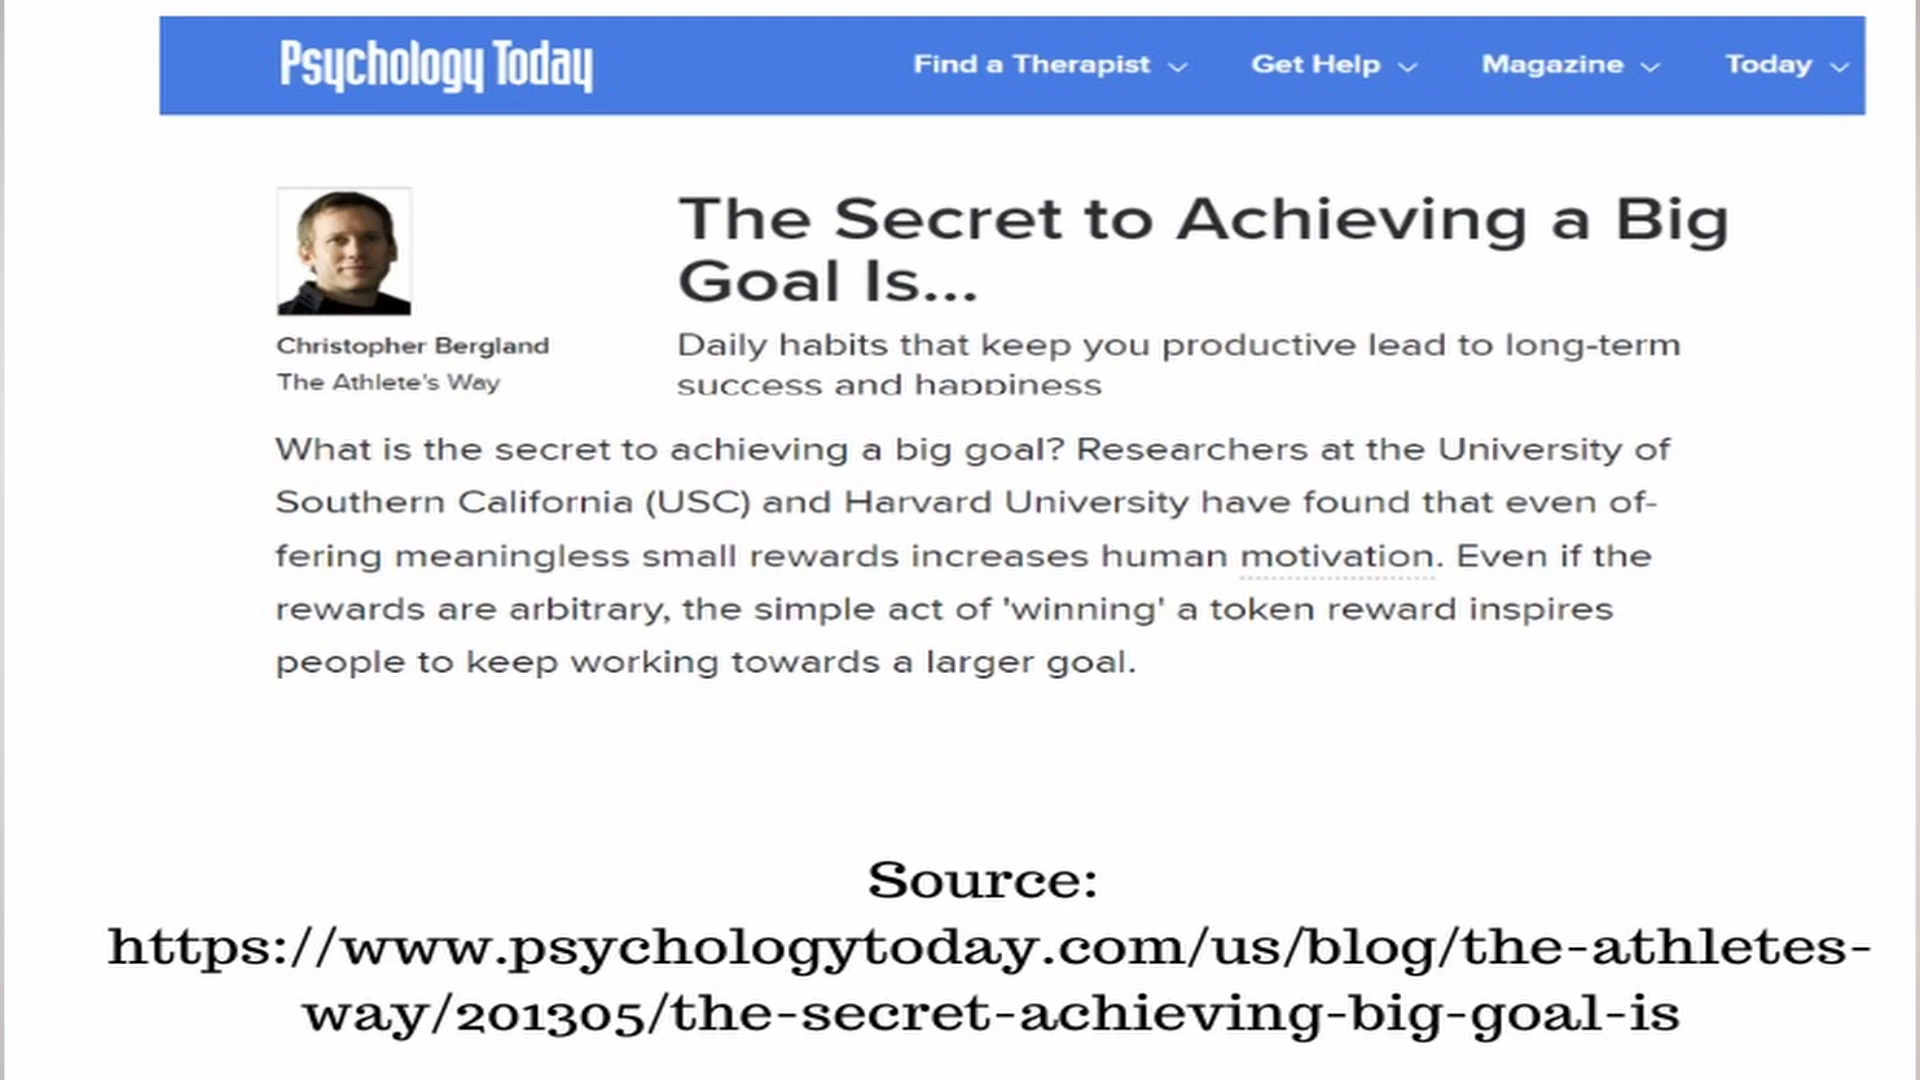 Psychology Today Find a Therapist Get Help Magazine Today
The Secret to Achieving a Big
Goal Is...
Christopher Bergland
The Athlete's Way
Daily habits that keep you productive lead to long-term
success and happiness
What is the secret to achieving a big goal? Researchers at the University of
Southern California (USC) and Harvard University have found that even of-
fering meaningless small rewards increases human motivation. Even if the
rewards are arbitrary, the simple act of 'winning' a token reward inspires
people to keep working towards a larger goal.
Source:
https://www.psychologytoday.com/us/blog/the-athletes-
way/201305/the-secret-achieving-big-goal-is